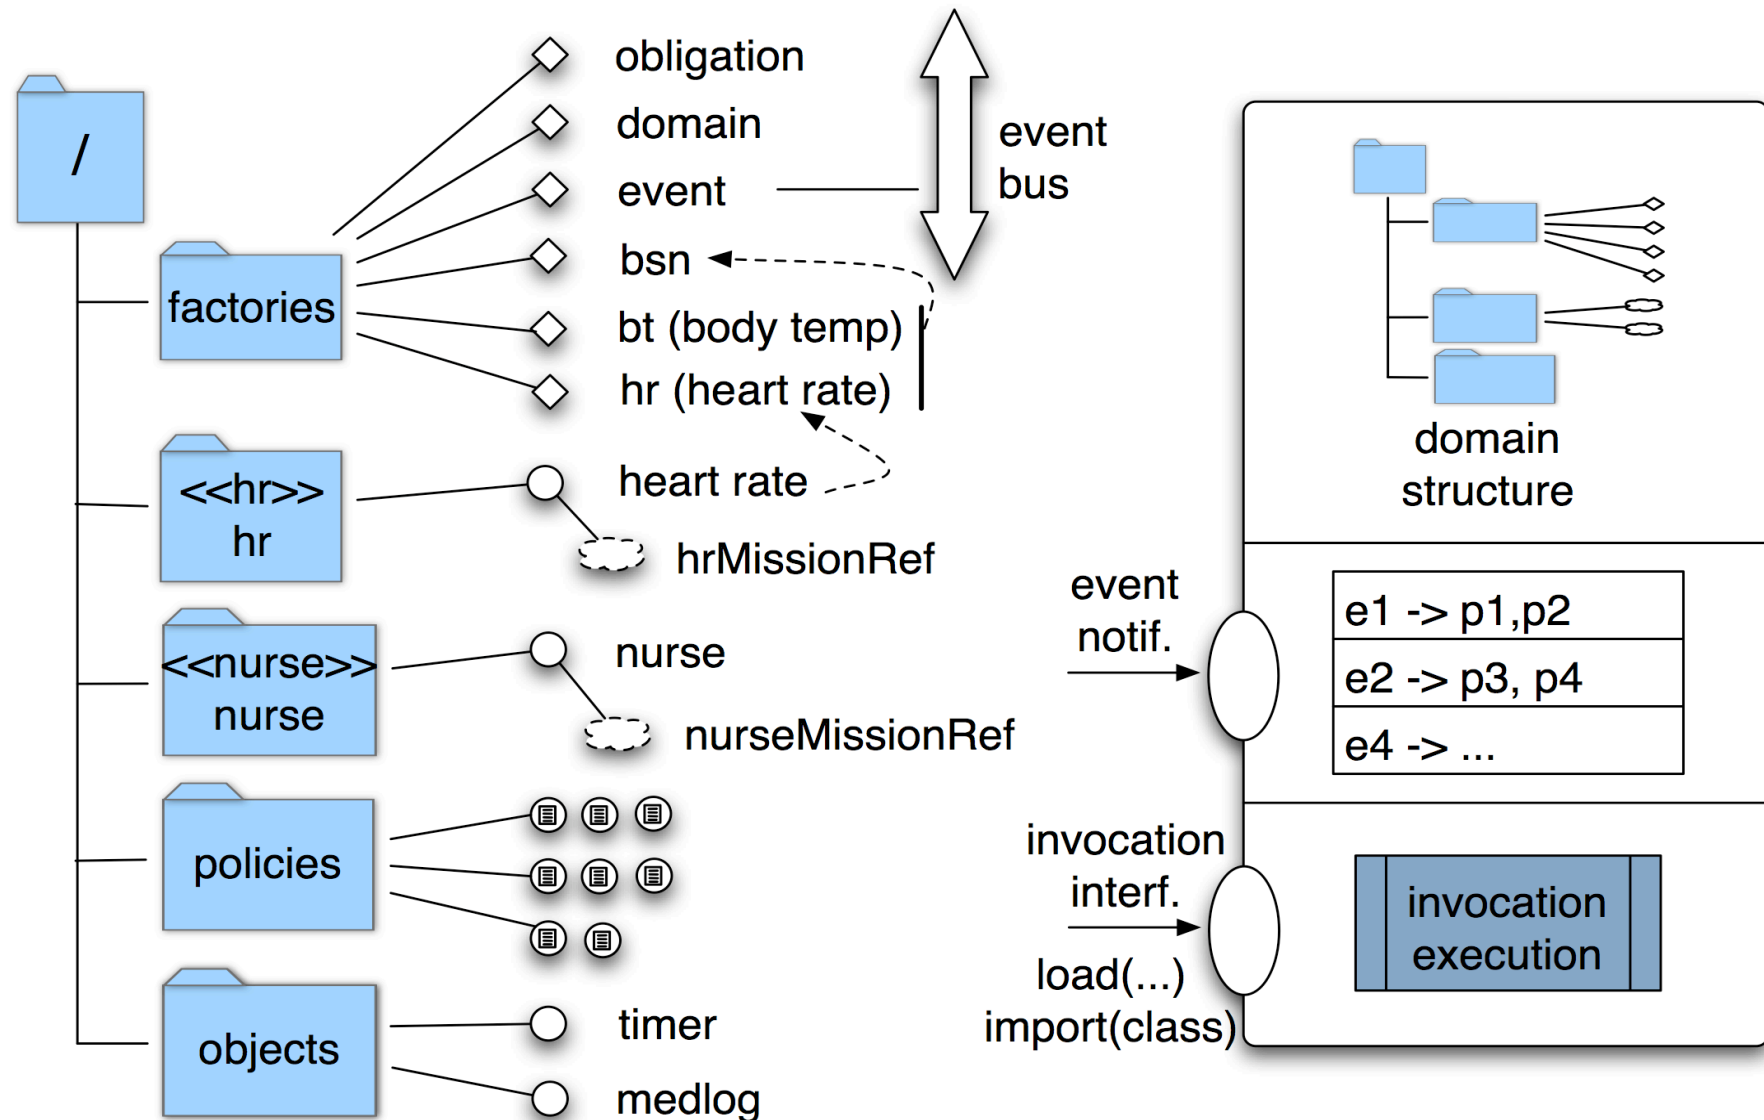 /
factories
obligation
domain
event
bsn
bt (body temp)
hr (heart rate)
event
bus
<<hr>>
hr
heart rate
hrMissionRef
<<nurse>>
nurse
nurse
nurseMissionRef
policies
objects
timer
medlog
domain
structure
event
notif.
e1 -> p1,p2
e2 -> p3, p4
e4 -> ...
invocation
interf.
load(...)
import(class)
invocation
execution